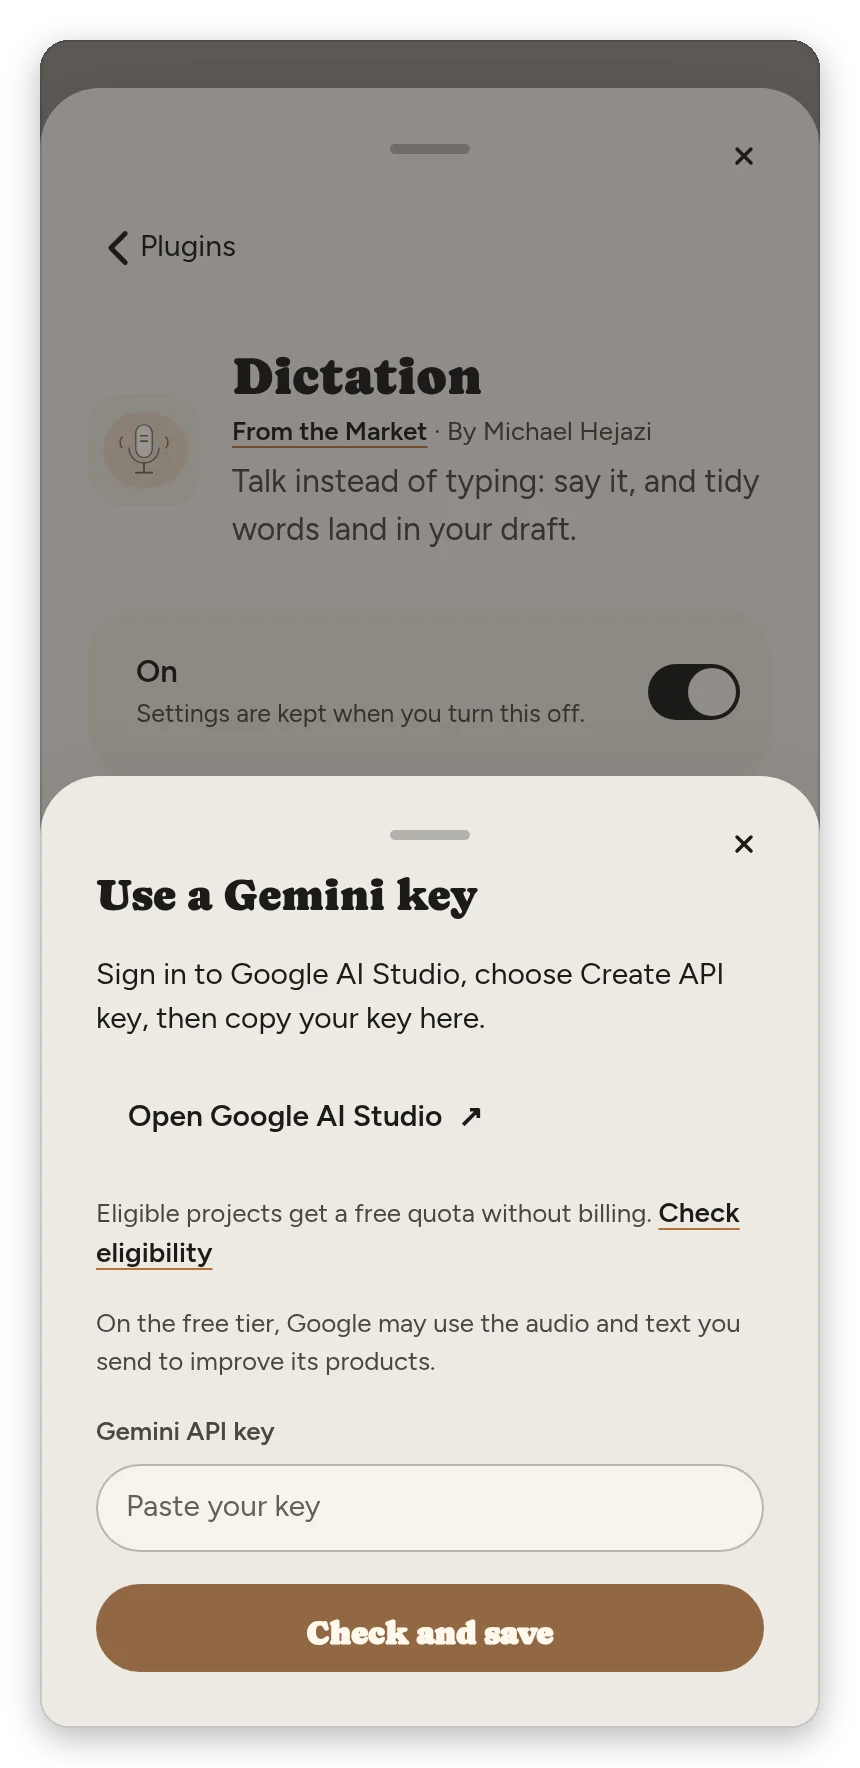 Plugins
Dictation
From the Market · By Michael Hejazi
Talk instead of typing: say it, and tidy
words land in your draft.
On
Settings are kept when you turn this off.
Use a Gemini key
Sign in to Google AI Studio, choose Create API
key, then copy your key here.
Open Google AI Studio ↗
Eligible projects get a free quota without billing. Check
eligibility
On the free tier, Google may use the audio and text you
send to improve its products.
Gemini API key
Paste your key
Check and save